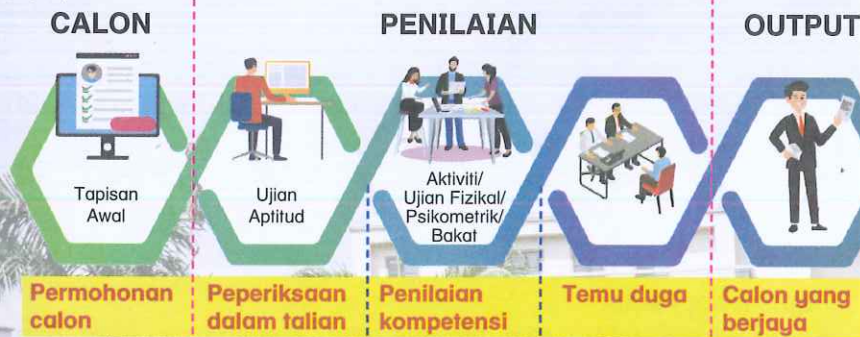 CALON
PENILAIAN
OUTPUT
Tapisan
Awal
Ujian
Aptitud
Aktiviti/
Ujian Fizikal/
Psikometrik/
Bakat
Permohonan
calon
Peperiksaan
dalam talian
Penilaian
kompetensi
Temu duga
Calon yang
berjaya